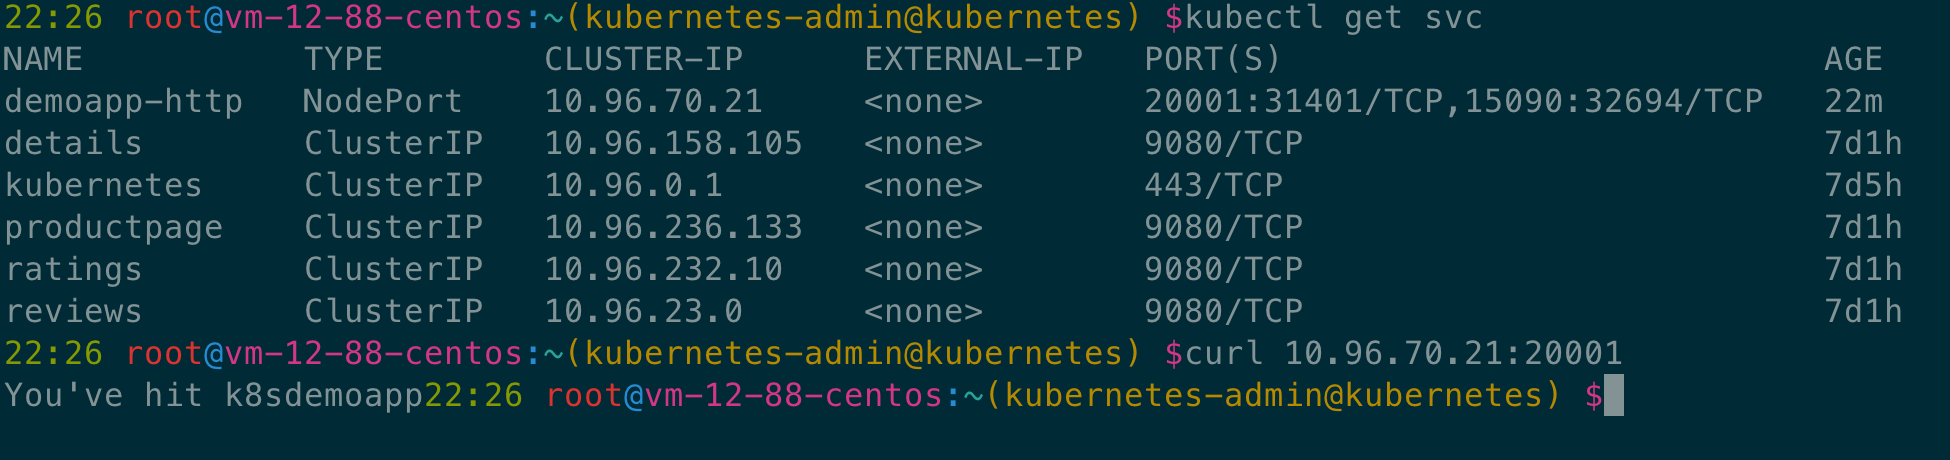 22:26 root@vm-12-88-centos:~(kubernetes-admin@kubernetes) $kubectl get svc
NAME TYPE CLUSTER-IP EXTERNAL-IP PORT(S) AGE
demoapp-http NodePort 10.96.70.21 <none> 20001:31401/TCP,15090:32694/TCP 22m
details ClusterIP 10.96.158.105 <none> 9080/TCP 7d1h
kubernetes ClusterIP 10.96.0.1 <none> 443/TCP 7d5h
productpage ClusterIP 10.96.236.133 <none> 9080/TCP 7d1h
ratings ClusterIP 10.96.232.10 <none> 9080/TCP 7d1h
reviews ClusterIP 10.96.23.0 <none> 9080/TCP 7d1h
22:26 root@vm-12-88-centos:~(kubernetes-admin@kubernetes) $curl 10.96.70.21:20001
You've hit k8sdemoapp22:26 root@vm-12-88-centos:~(kubernetes-admin@kubernetes) $